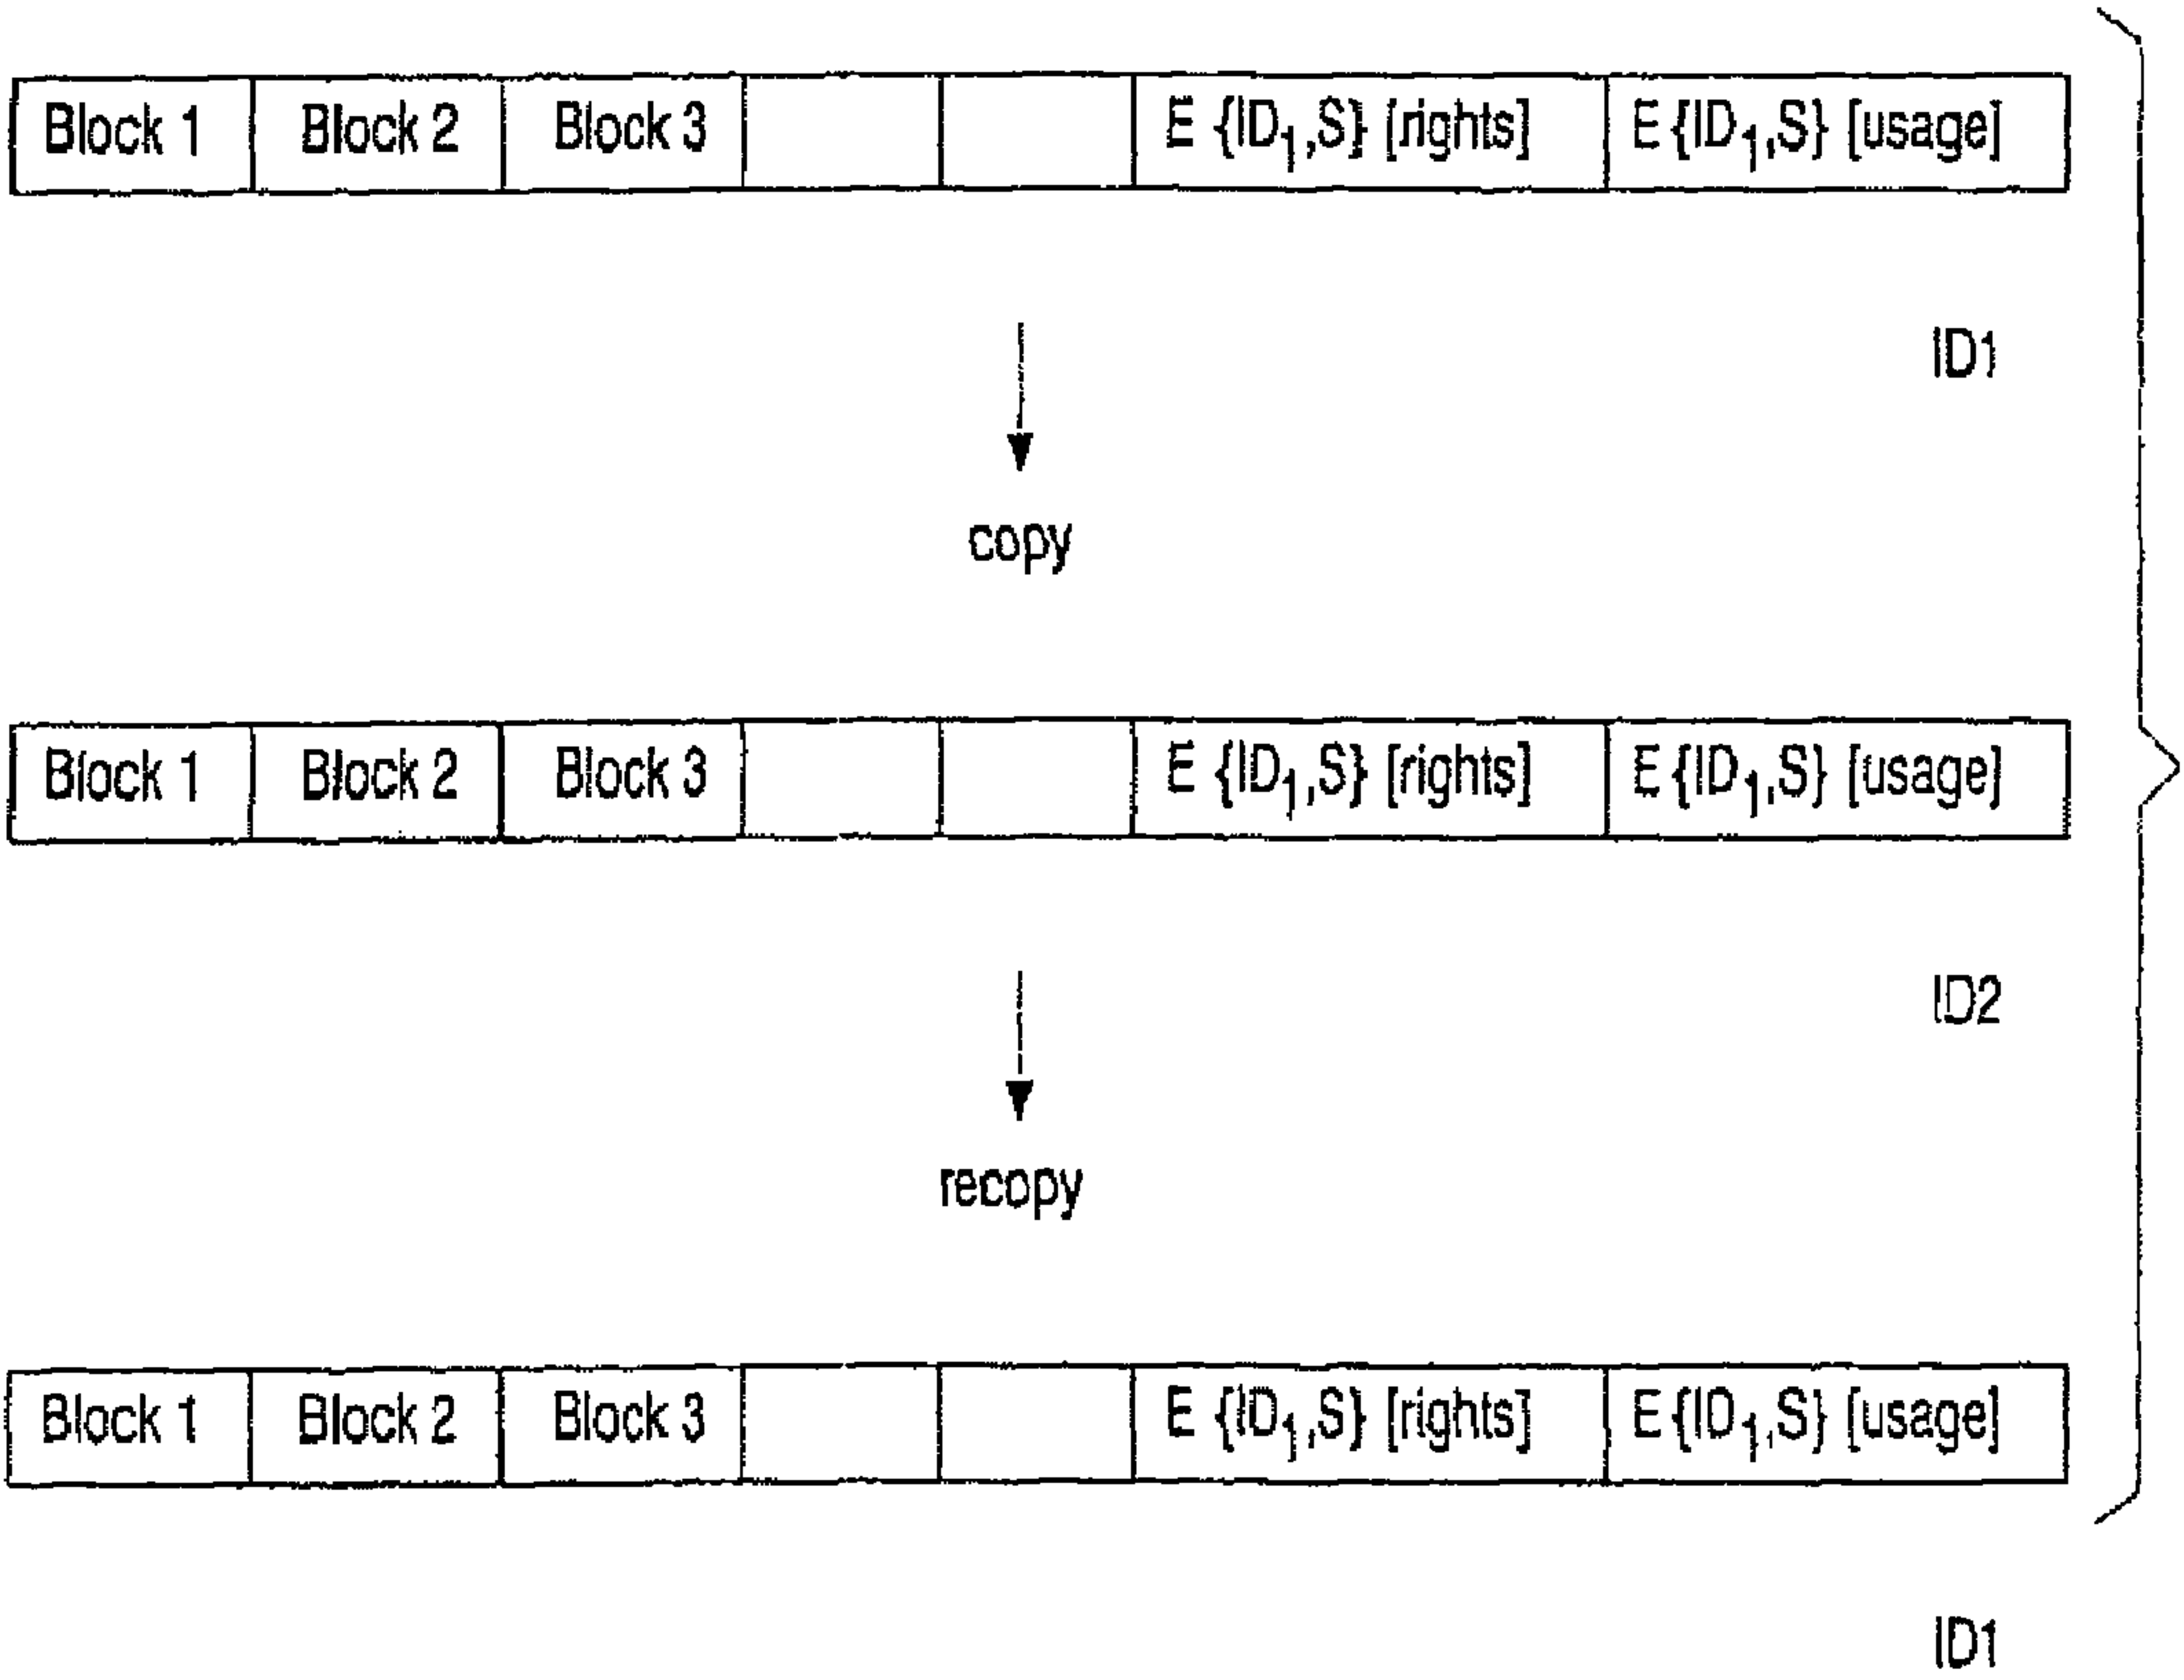 Block 1 Block 2 Block 3 E {ID1,S} [rights] E {ID1,S} [usage]
ID1
copy
Block 1 Block 2 Block 3 E {ID1,S} [rights] E {ID1,S} [usage]
ID2
recopy
Block 1 Block 2 Block 3 E {ID1,S} [rights] E {ID1,S} [usage]
ID1